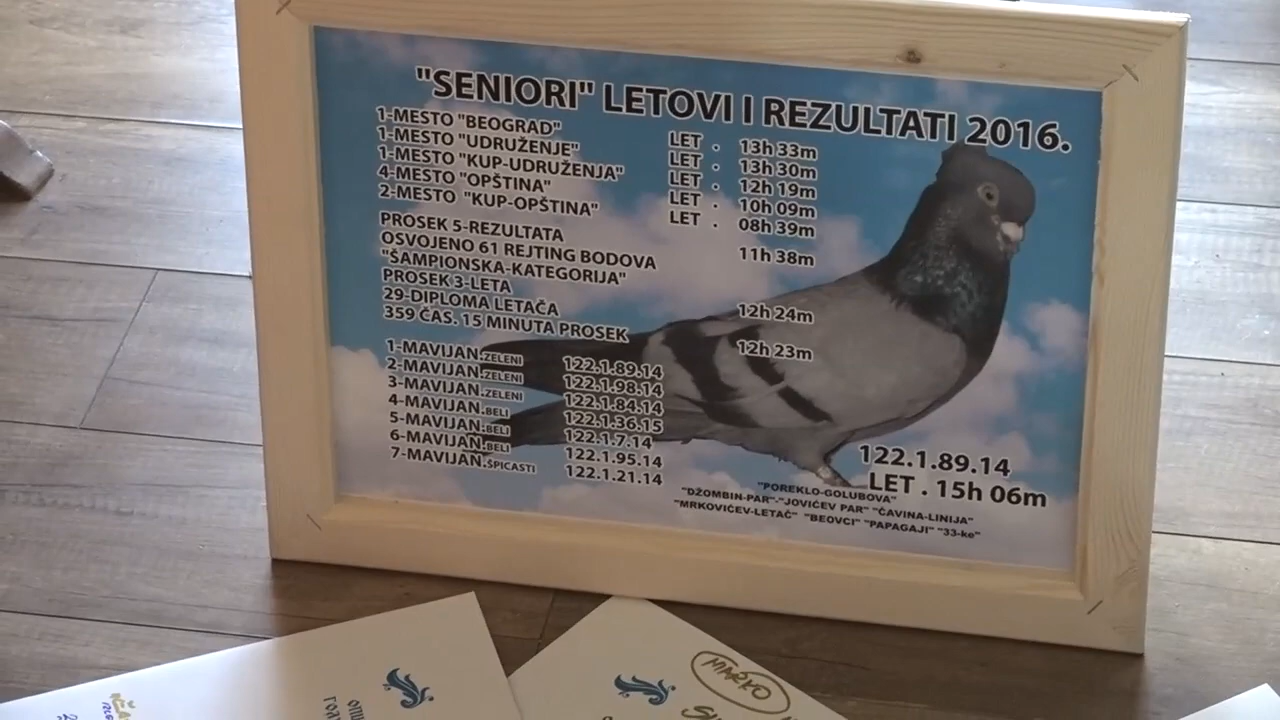 "SENIORI" LETOVI I REZULTATI 2016.
1-MESTO "BEOGRAD" LET . 13h 33m
1-MESTO "UDRUŽENJE" LET . 13h 30m
1-MESTO "KUP-UDRUŽENJA" LET . 12h 19m
4-MESTO "OPŠTINA" LET . 10h 09m
2-MESTO "KUP-OPŠTINA" LET . 08h 39m
PROSEK 5-REZULTATA 11h 38m
OSVOJENO 61 REJTING BODOVA
"ŠAMPIONSKA-KATEGORIJA"
PROSEK 3-LETA 12h 24m
29-DIPLOMA LETAČA
359 ČAS. 15 MINUTA PROSEK 12h 23m
1-MAVIJAN.ZELENI 122.1.89.14
2-MAVIJAN.ZELENI 122.1.98.14
3-MAVIJAN.ZELENI 122.1.84.14
4-MAVIJAN.BELI 122.1.36.15
5-MAVIJAN.BELI 122.1.7.14
6-MAVIJAN.BELI 122.1.95.14
7-MAVIJAN.ŠPICASTI 122.1.21.14
122.1.89.14
LET . 15h 06m
"POREKLO-GOLUBOVA"
"DŽOMBIN-PAR"-"JOVIĆEV PAR" "ČAVINA-LINIJA"
"MRKOVIĆEV-LETAČ" "BEOVCI" "PAPAGAJI" "33-ke"
MARKO